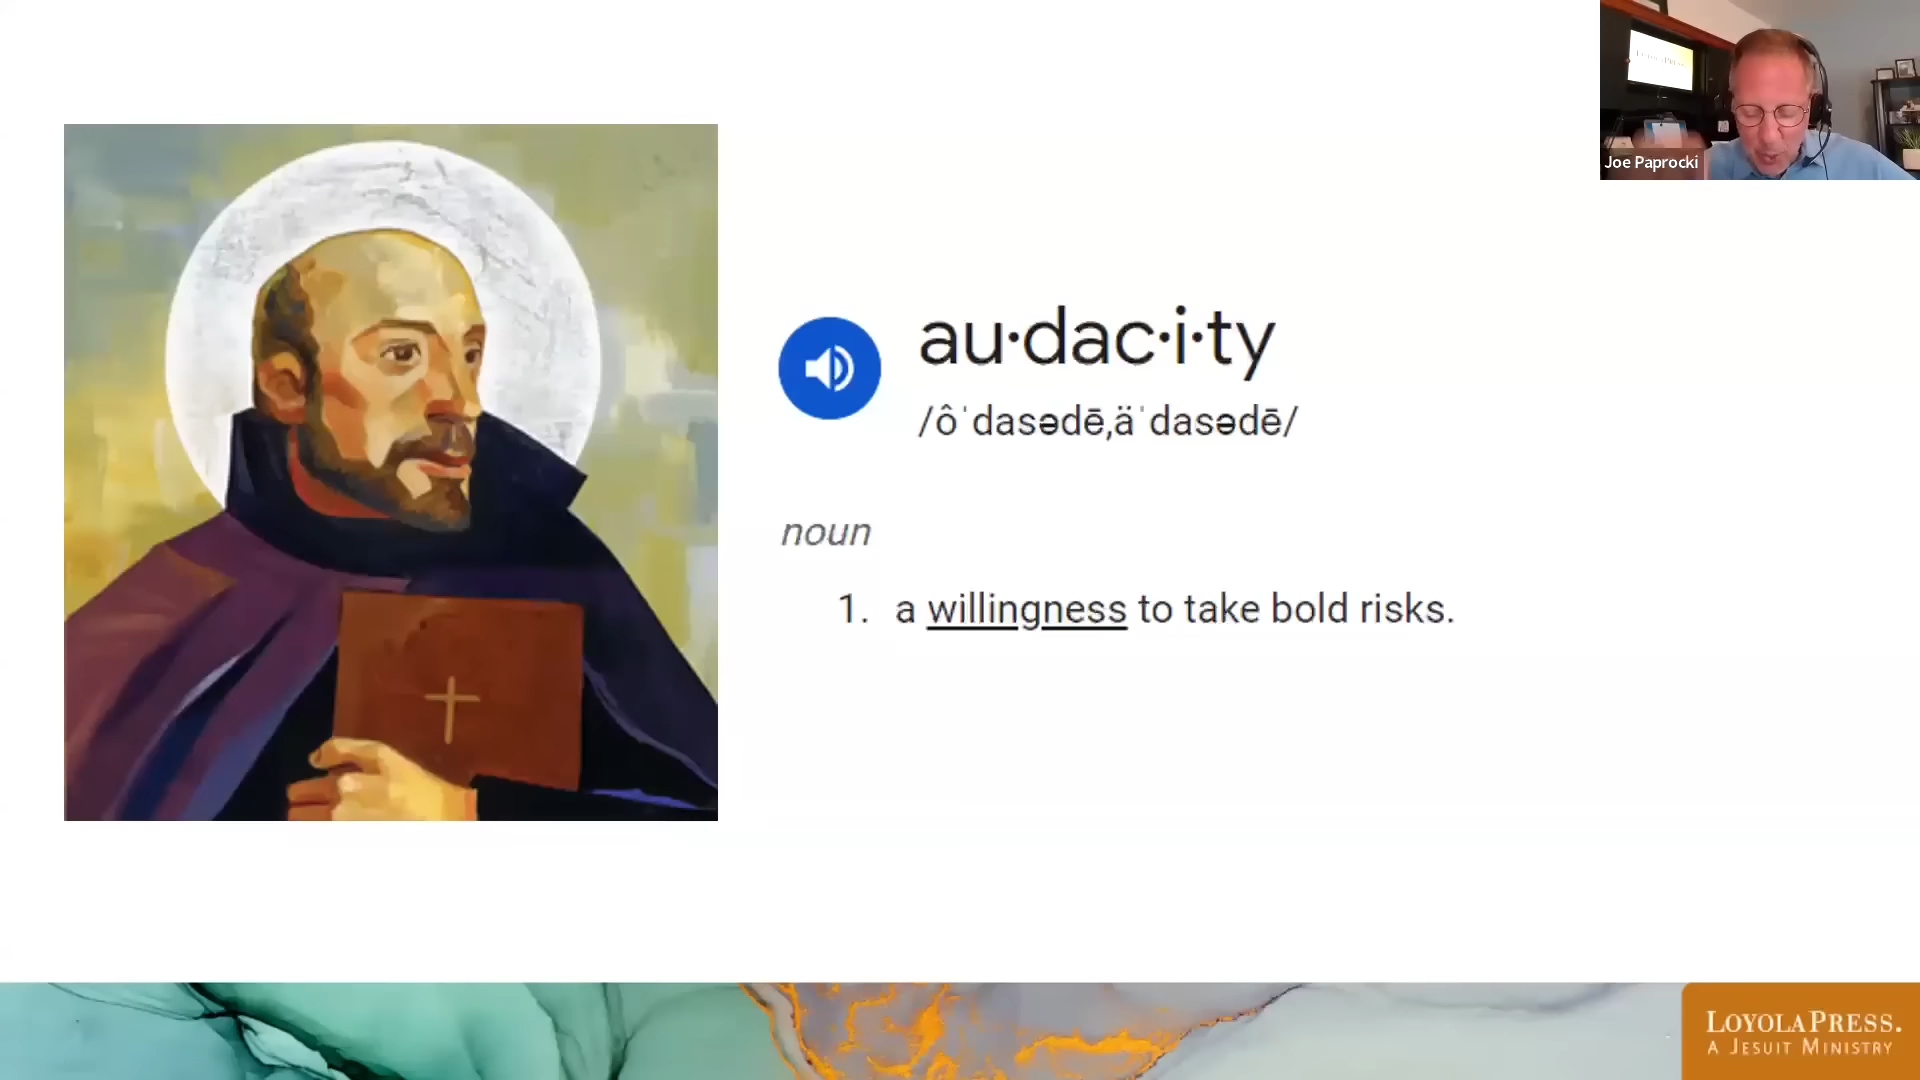 Joe Paprocki
au·dac·i·ty
/ôˈdasədē,äˈdasədē/
noun
1. a willingness to take bold risks.
LOYOLAPRESS.
A JESUIT MINISTRY